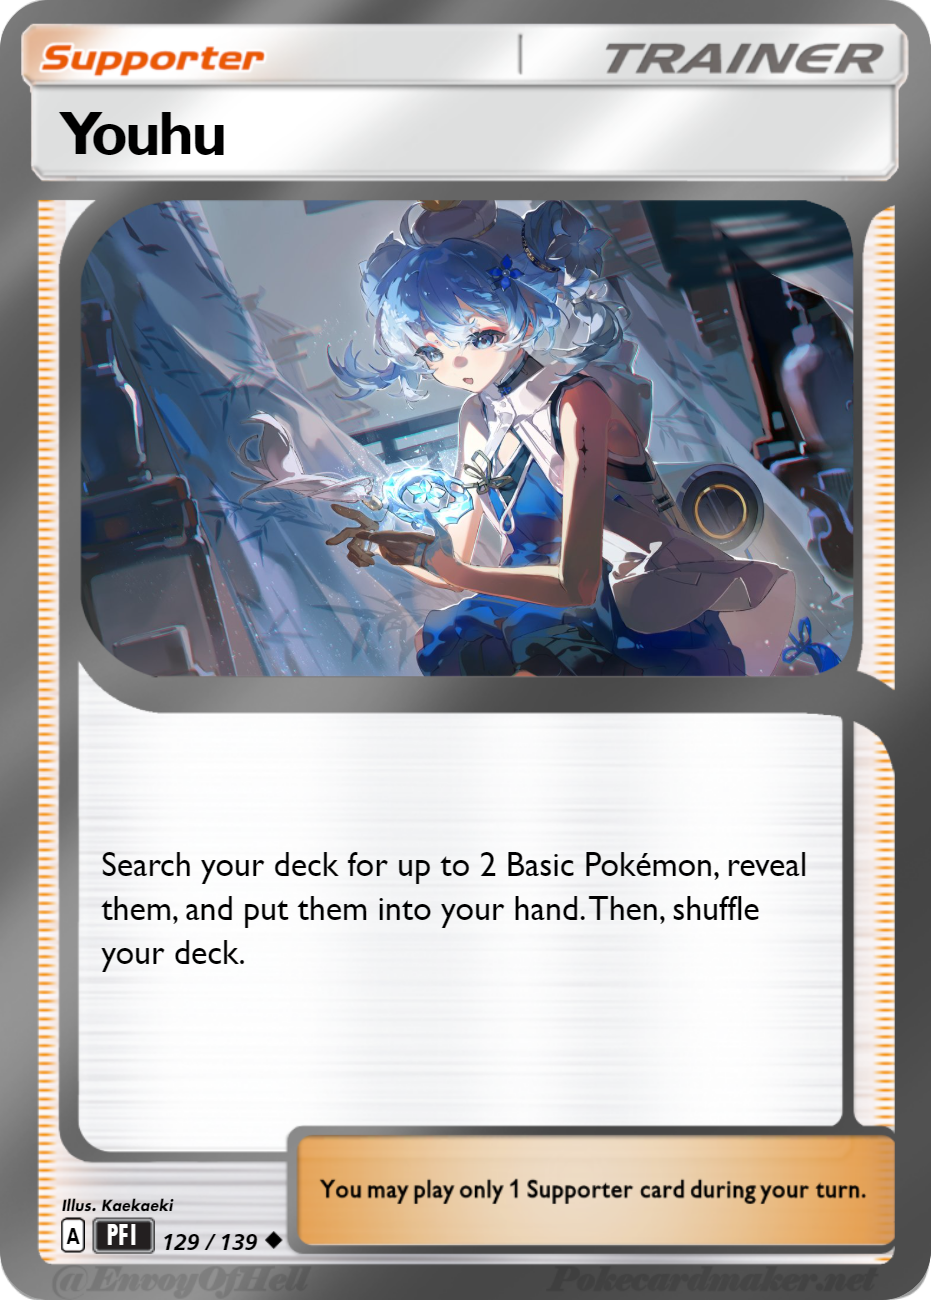 Supporter
TRAINER
Youhu
Search your deck for up to 2 Basic Pokémon, reveal
them, and put them into your hand. Then, shuffle
your deck.
You may play only 1 Supporter card during your turn.
Illus. Kaekaeki
A PFI 129 / 139
@EnvoyOfHell
Pokecardmaker.net